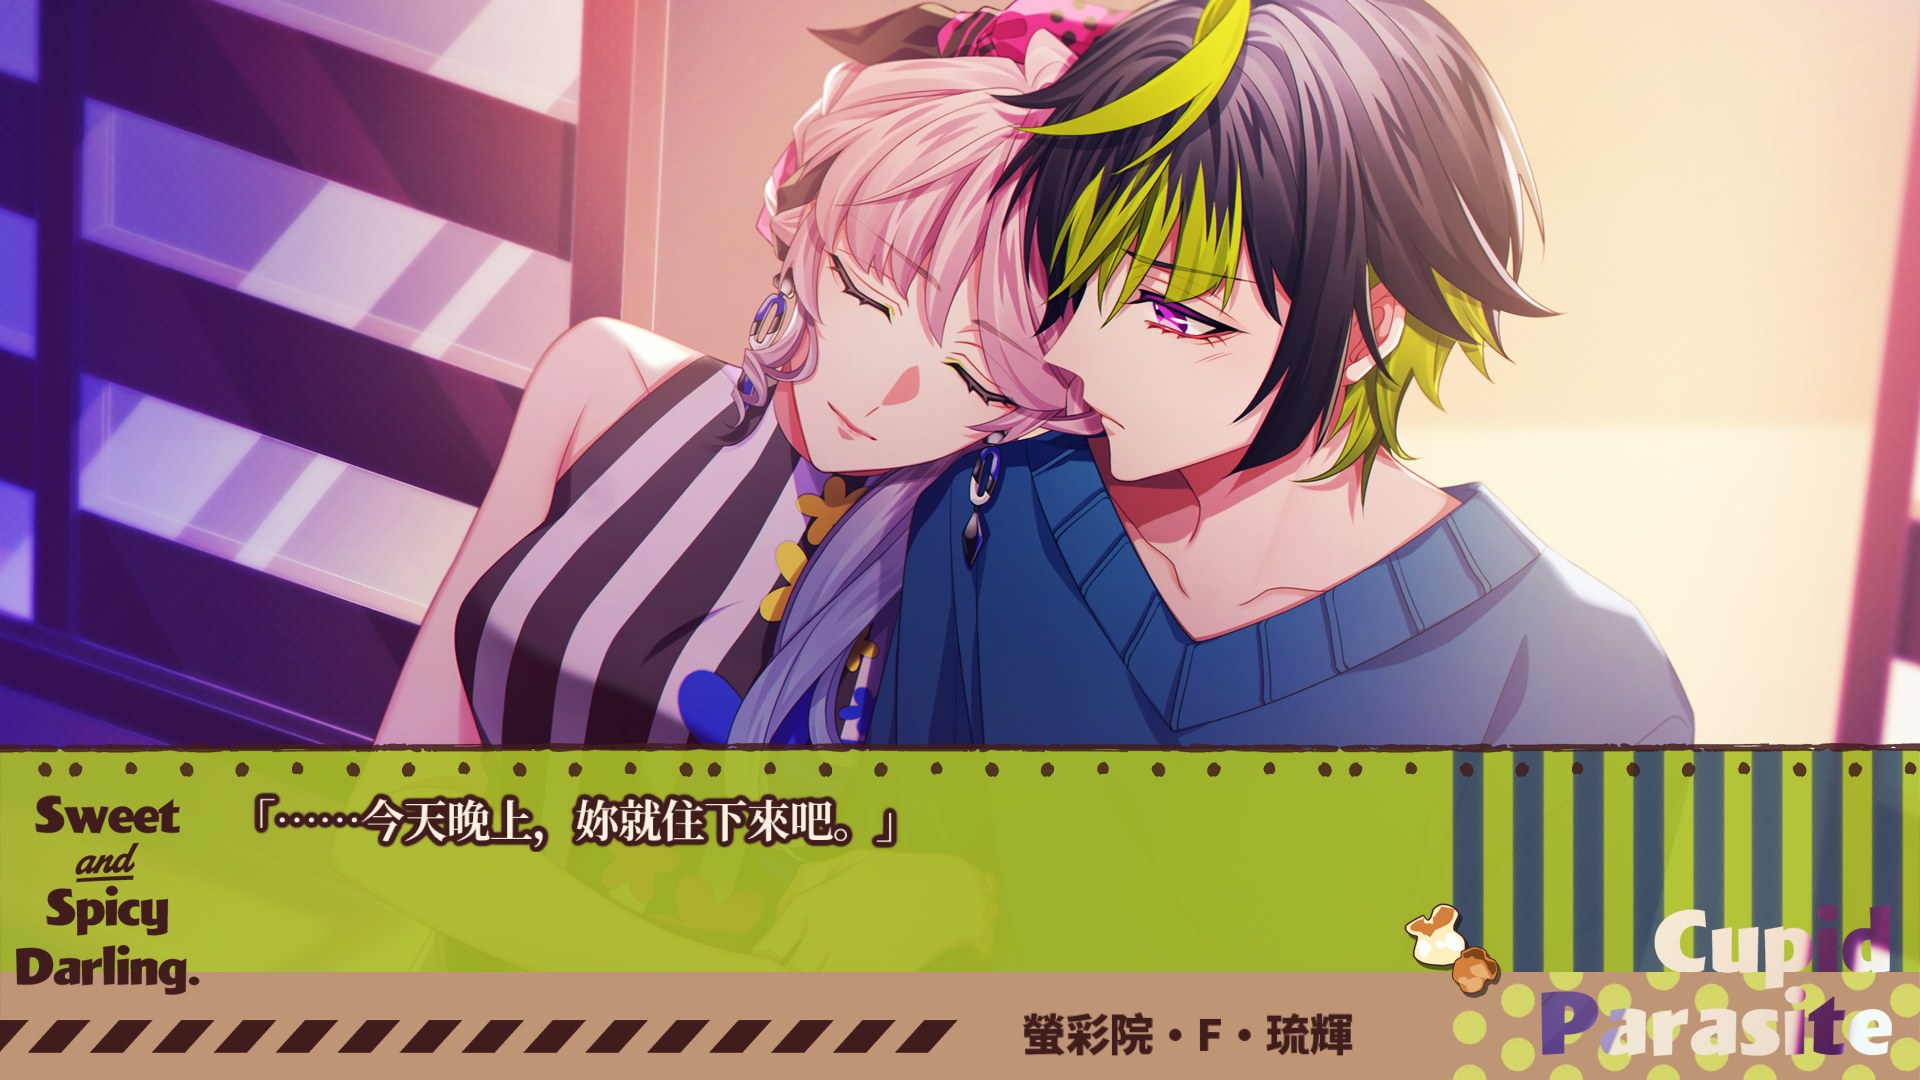 「……今天晚上，妳就住下來吧。」
Sweet
and
Spicy
Darling.
螢彩院・F・琉輝
Cupid
Parasite